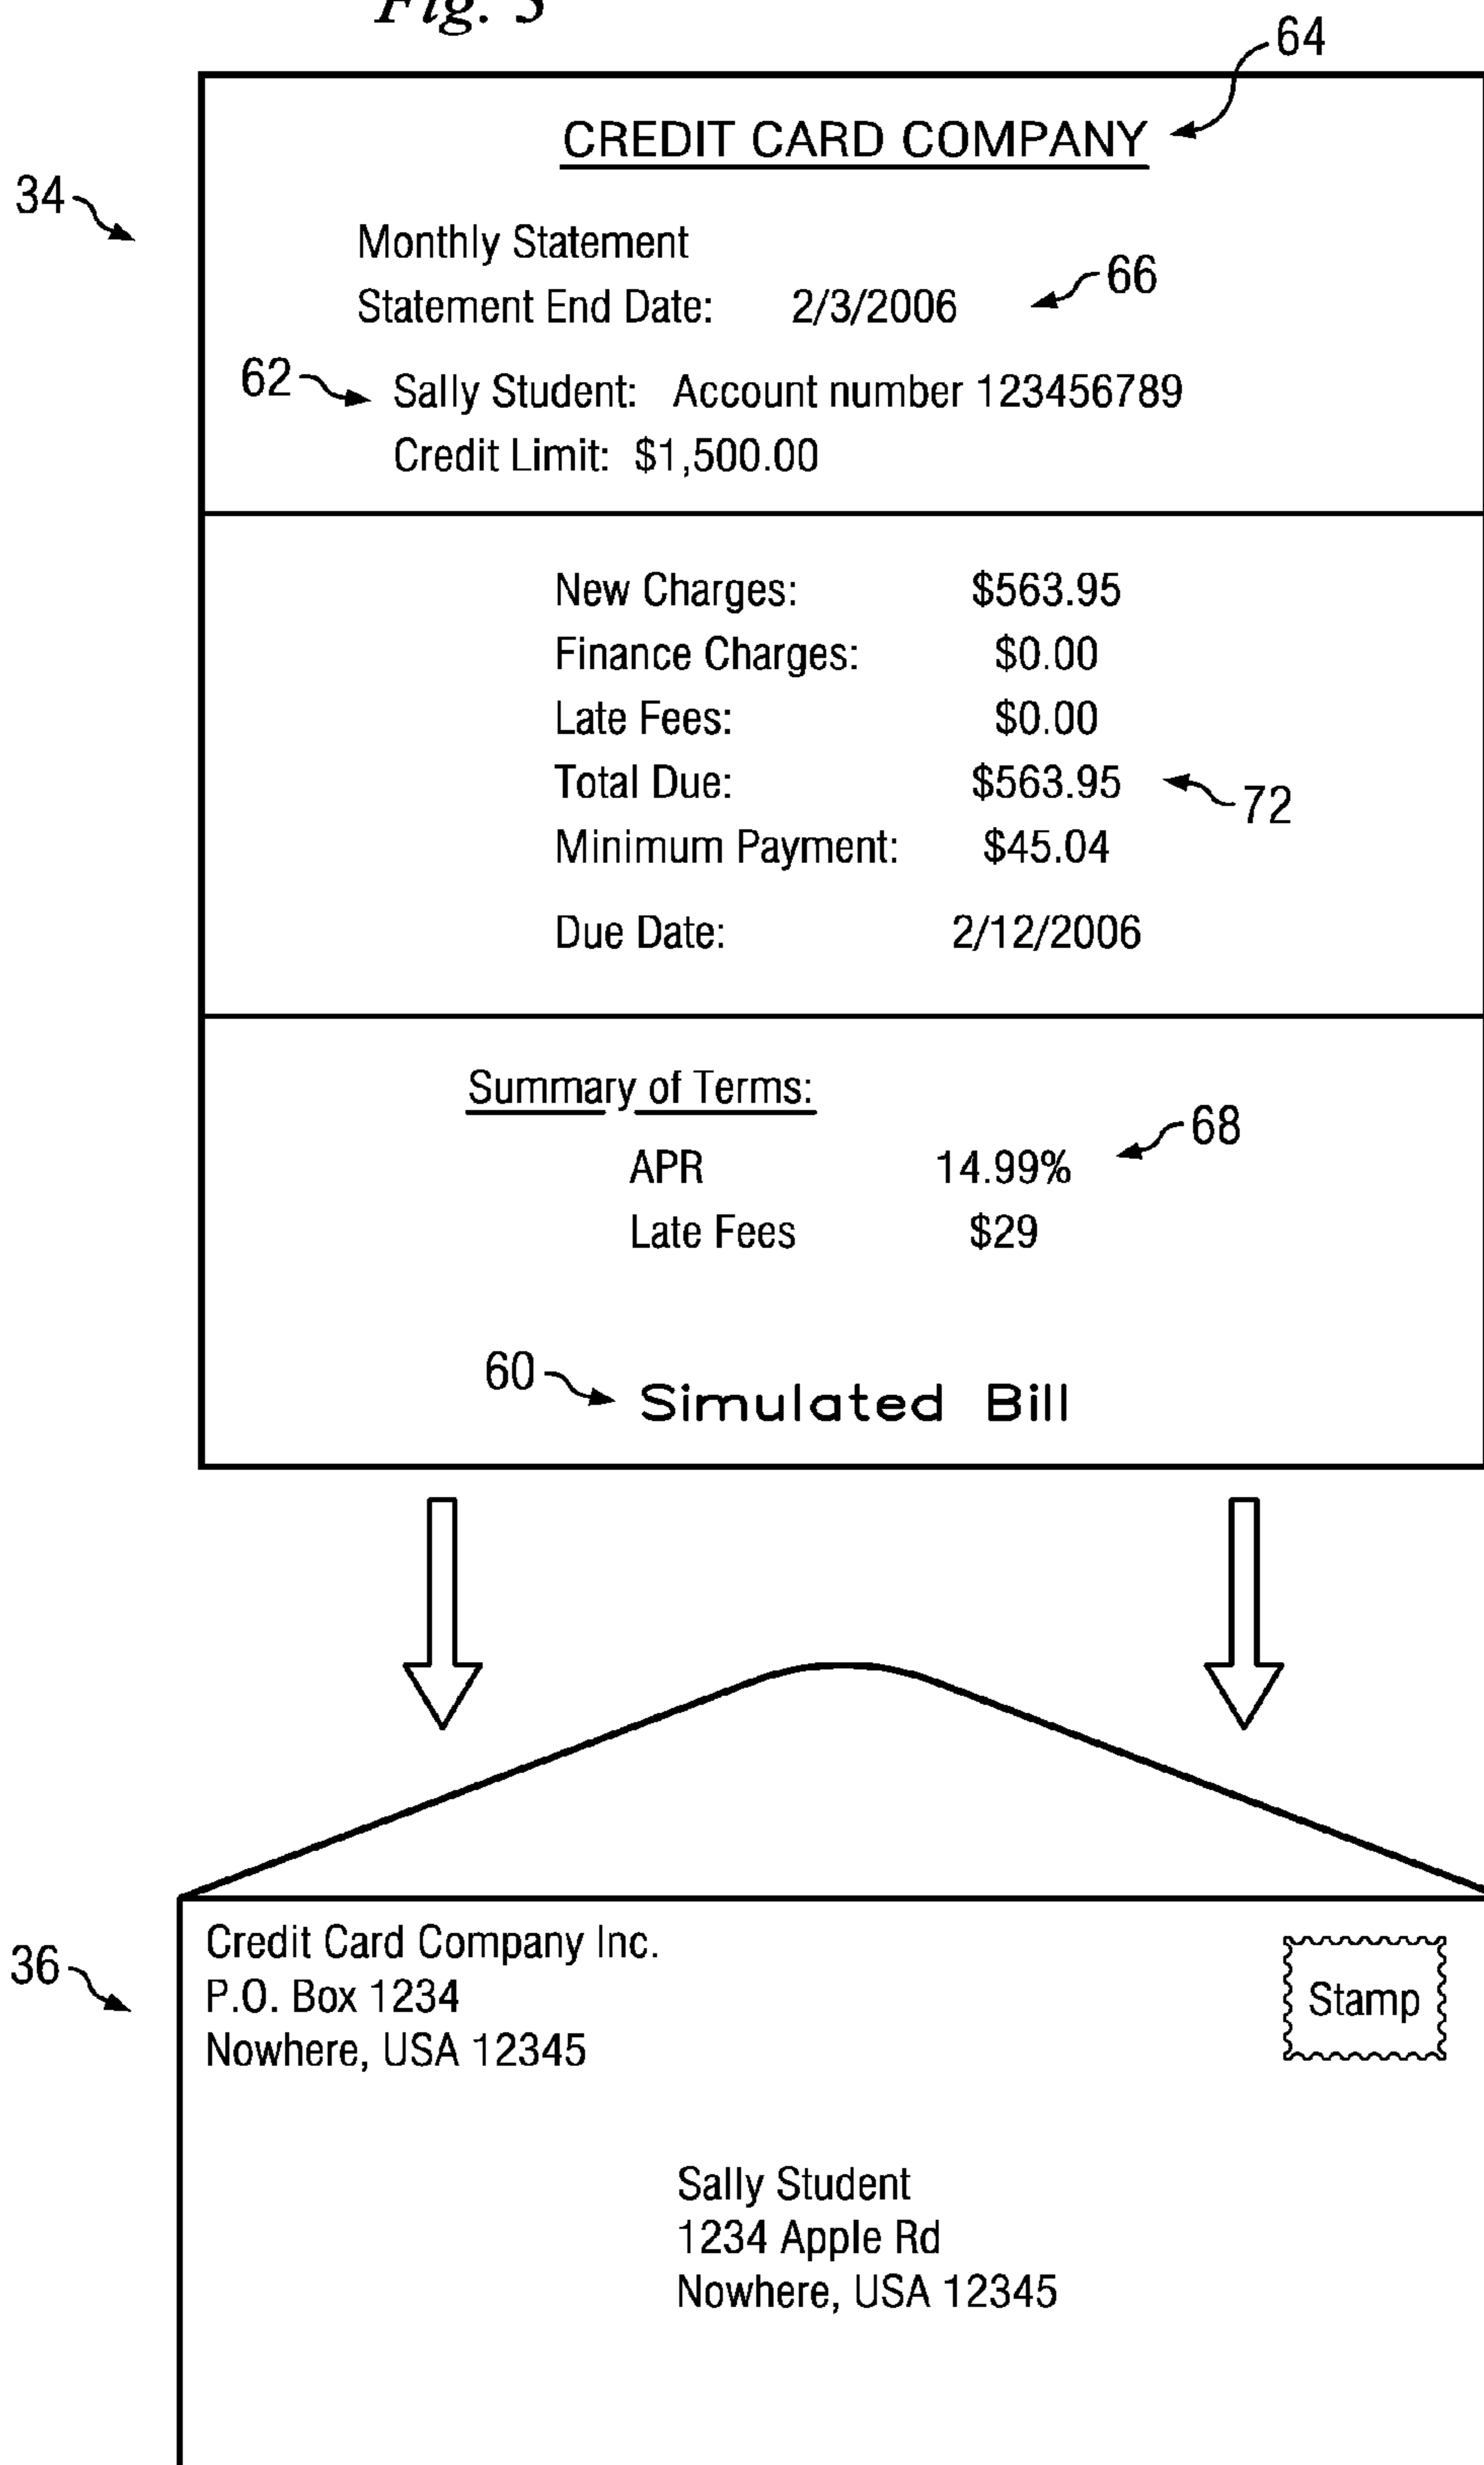 Fig. 3
64
CREDIT CARD COMPANY
34
Monthly Statement
66
Statement End Date: 2/3/2006
62
Sally Student: Account number 123456789
Credit Limit: $1,500.00
New Charges: $563.95
Finance Charges: $0.00
Late Fees: $0.00
Total Due: $563.95
72
Minimum Payment: $45.04
Due Date: 2/12/2006
Summary of Terms:
68
APR 14.99%
Late Fees $29
60
Simulated Bill
36
Credit Card Company Inc.
P.O. Box 1234
Nowhere, USA 12345
Stamp
Sally Student
1234 Apple Rd
Nowhere, USA 12345